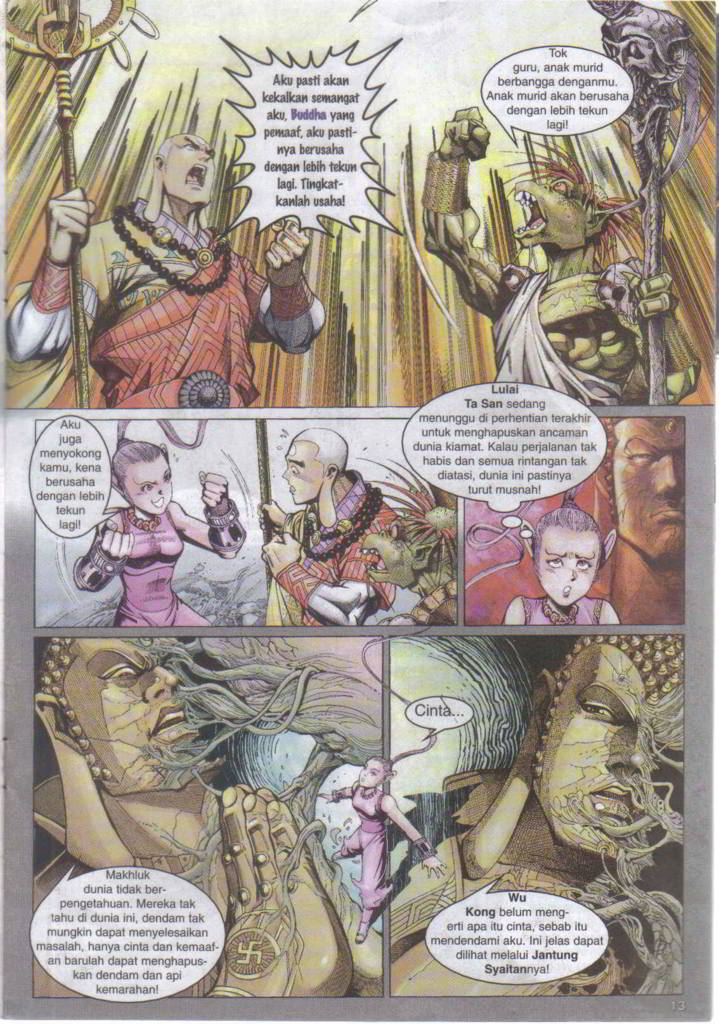 Aku pasti akan
kekalkan semangat
aku, Buddha yang
pemaaf, aku pasti-
nya berusaha
dengan lebih tekun
lagi. Tingkat-
kanlah usaha!
Tok
guru, anak murid
berbangga denganmu.
Anak murid akan berusaha
dengan lebih tekun
lagi!
Aku
juga
menyokong
kamu, kena
berusaha
dengan lebih
tekun
lagi!
Lulai
Ta San sedang
menunggu di perhentian terakhir
untuk menghapuskan ancaman
dunia kiamat. Kalau perjalanan tak
habis dan semua rintangan tak
diatasi, dunia ini pastinya
turut musnah!
Makhluk
dunia tidak ber-
pengetahuan. Mereka tak
tahu di dunia ini, dendam tak
mungkin dapat menyelesaikan
masalah, hanya cinta dan kemaaf-
an barulah dapat menghapus-
kan dendam dan api
kemarahan!
Cinta...
Wu
Kong belum meng-
erti apa itu cinta, sebab itu
mendendami aku. Ini jelas dapat
dilihat melalui Jantung
Syaitannya!
13